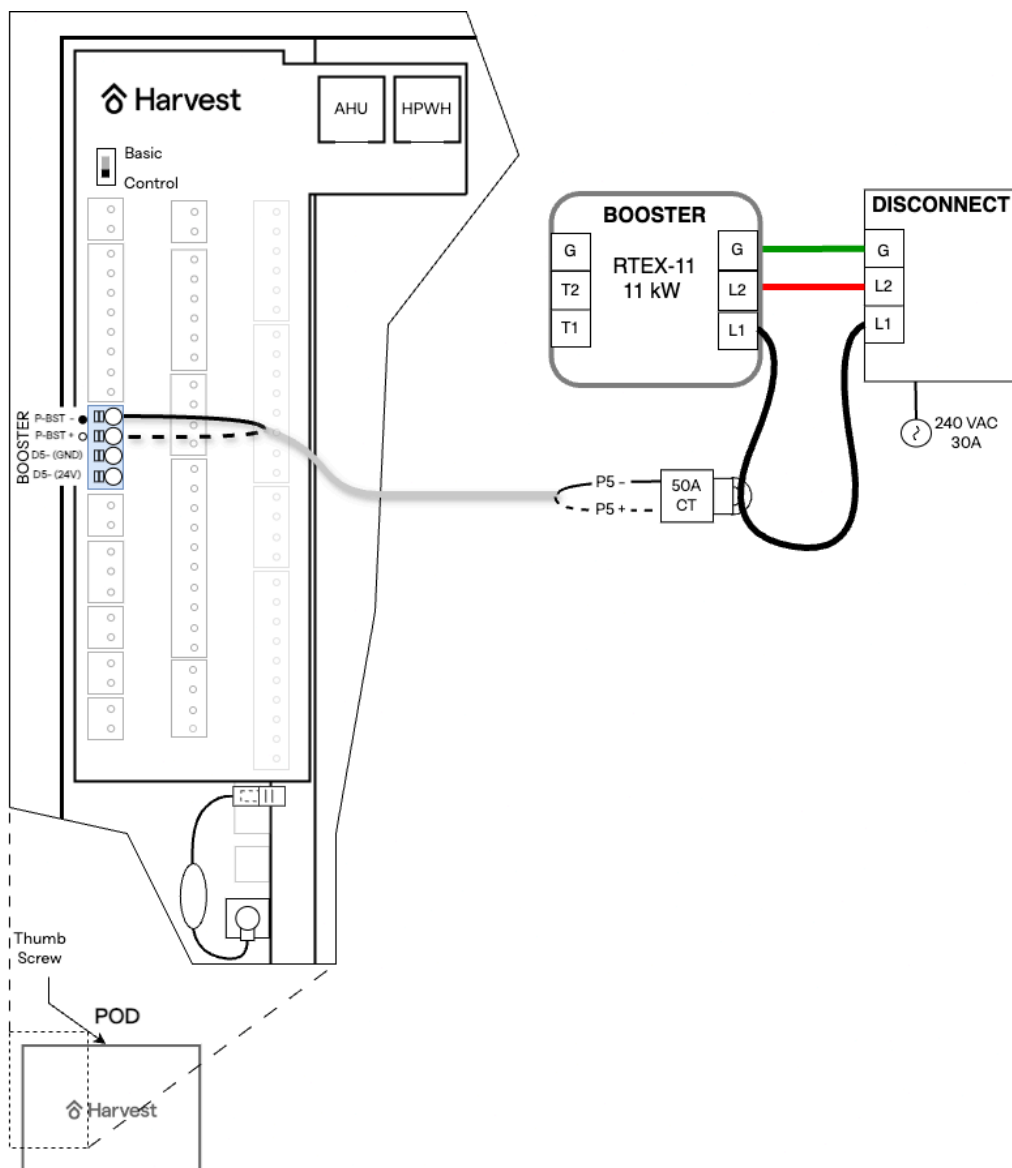 Harvest
AHU
HPWH
Basic
Control
BOOSTER
P-BST -
P-BST +
D5- (GND)
D5- (24V)
BOOSTER
RTEX-11
11 kW
G
T2
T1
G
L2
L1
DISCONNECT
G
L2
L1
240 VAC
30A
P5 -
P5 +
50A
CT
Thumb
Screw
POD
Harvest